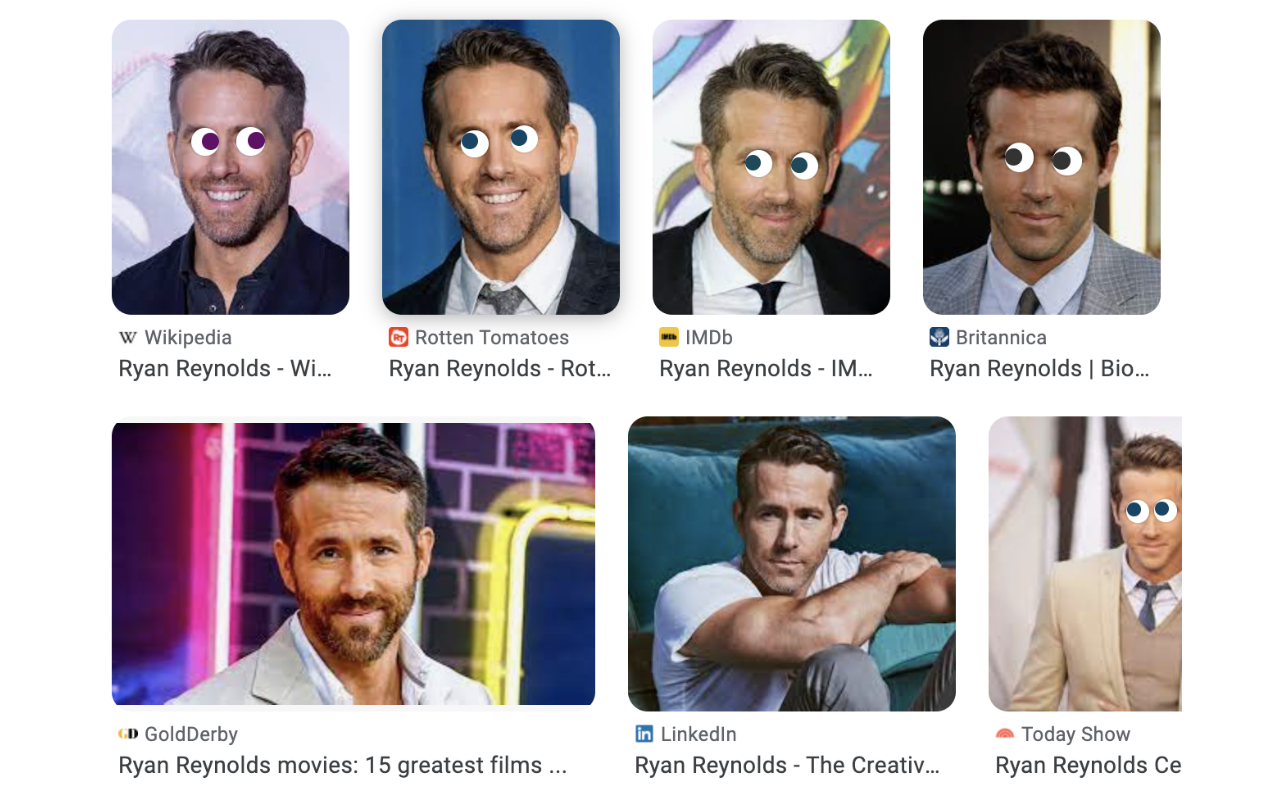 W Wikipedia
Ryan Reynolds - Wi...
RT Rotten Tomatoes
Ryan Reynolds - Rot...
IMDb IMDb
Ryan Reynolds - IM...
Britannica
Ryan Reynolds | Bio...
GD GoldDerby
Ryan Reynolds movies: 15 greatest films ...
in LinkedIn
Ryan Reynolds - The Creativ...
Today Show
Ryan Reynolds Ce